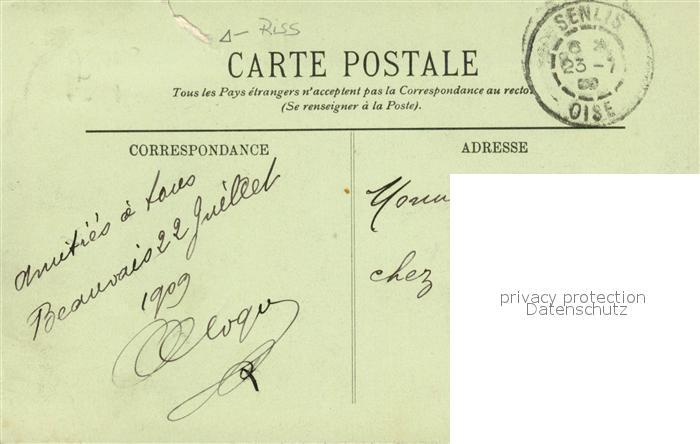 Riss
CARTE POSTALE
Tous les Pays étrangers n'acceptent pas la Correspondance au recto.
(Se renseigner à la Poste).
SENLIS
23-7
OISE
CORRESPONDANCE
ADRESSE
amitiés à tous
Beauvais 22 Juillet
1909
chez
privacy protection
Datenschutz